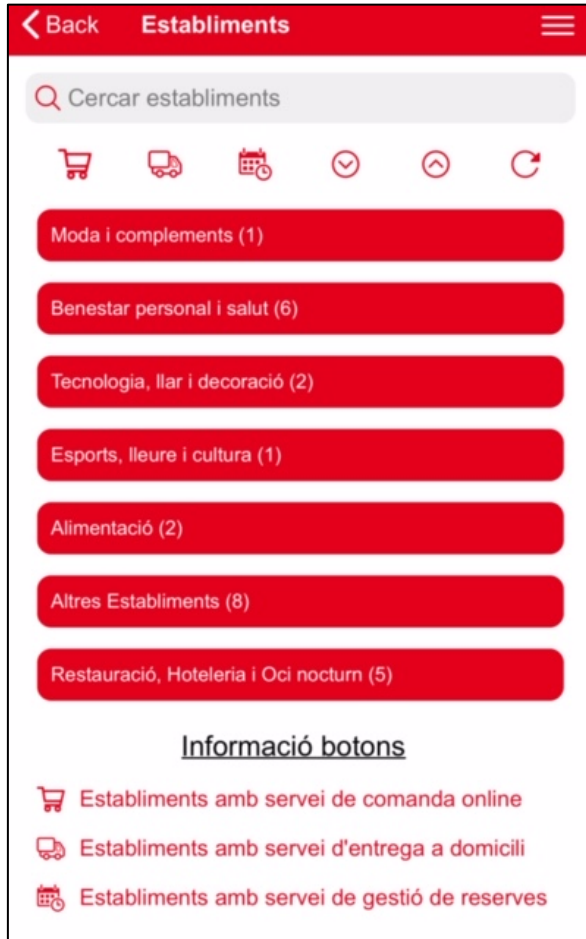 Back
Establiments
Cercar establiments
Moda i complements (1)
Benestar personal i salut (6)
Tecnologia, llar i decoració (2)
Esports, lleure i cultura (1)
Alimentació (2)
Altres Establiments (8)
Restauració, Hoteleria i Oci nocturn (5)
Informació botons
Establiments amb servei de comanda online
Establiments amb servei d'entrega a domicili
Establiments amb servei de gestió de reserves